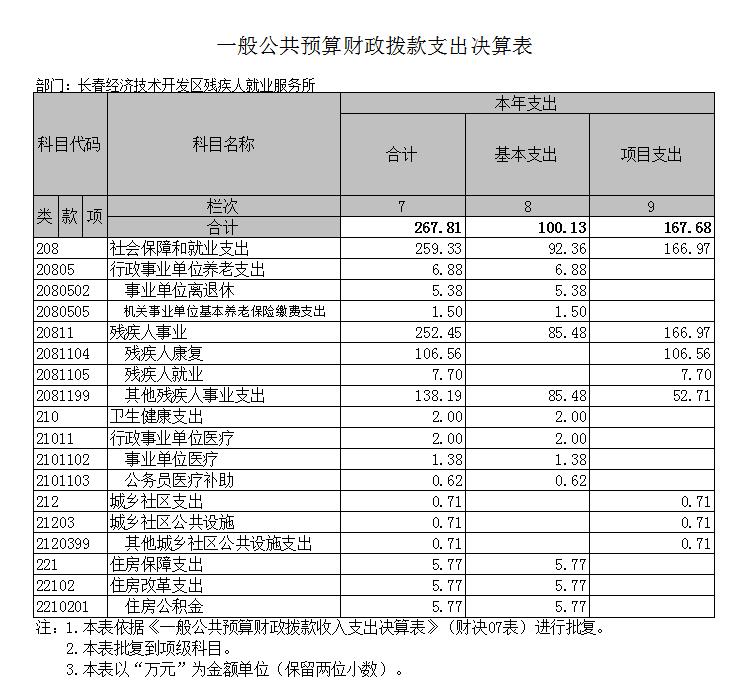 一般公共预算财政拨款支出决算表
部门：长春经济技术开发区残疾人就业服务所
科目代码 科目名称 本年支出
合计 基本支出 项目支出
类 款 项 栏次 7 8 9
合计 267.81 100.13 167.68
208 社会保障和就业支出 259.33 92.36 166.97
20805 行政事业单位养老支出 6.88 6.88
2080502 事业单位离退休 5.38 5.38
2080505 机关事业单位基本养老保险缴费支出 1.50 1.50
20811 残疾人事业 252.45 85.48 166.97
2081104 残疾人康复 106.56 106.56
2081105 残疾人就业 7.70 7.70
2081199 其他残疾人事业支出 138.19 85.48 52.71
210 卫生健康支出 2.00 2.00
21011 行政事业单位医疗 2.00 2.00
2101102 事业单位医疗 1.38 1.38
2101103 公务员医疗补助 0.62 0.62
212 城乡社区支出 0.71 0.71
21203 城乡社区公共设施 0.71 0.71
2120399 其他城乡社区公共设施支出 0.71 0.71
221 住房保障支出 5.77 5.77
22102 住房改革支出 5.77 5.77
2210201 住房公积金 5.77 5.77
注：1.本表依据《一般公共预算财政拨款收入支出决算表》（财决07表）进行批复。
2.本表批复到项级科目。
3.本表以“万元”为金额单位（保留两位小数）。